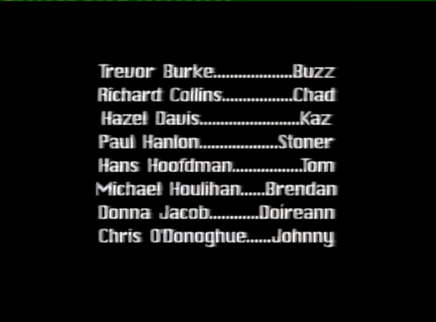 Trevor Burke...................Buzz
Richard Collins.................Chad
Hazel Davis........................Kaz
Paul Hanlon...................Stoner
Hans Hoofdman.................Tom
Michael Houlihan......Brendan
Donna Jacob............Doireann
Chris O'Donoghue......Johnny